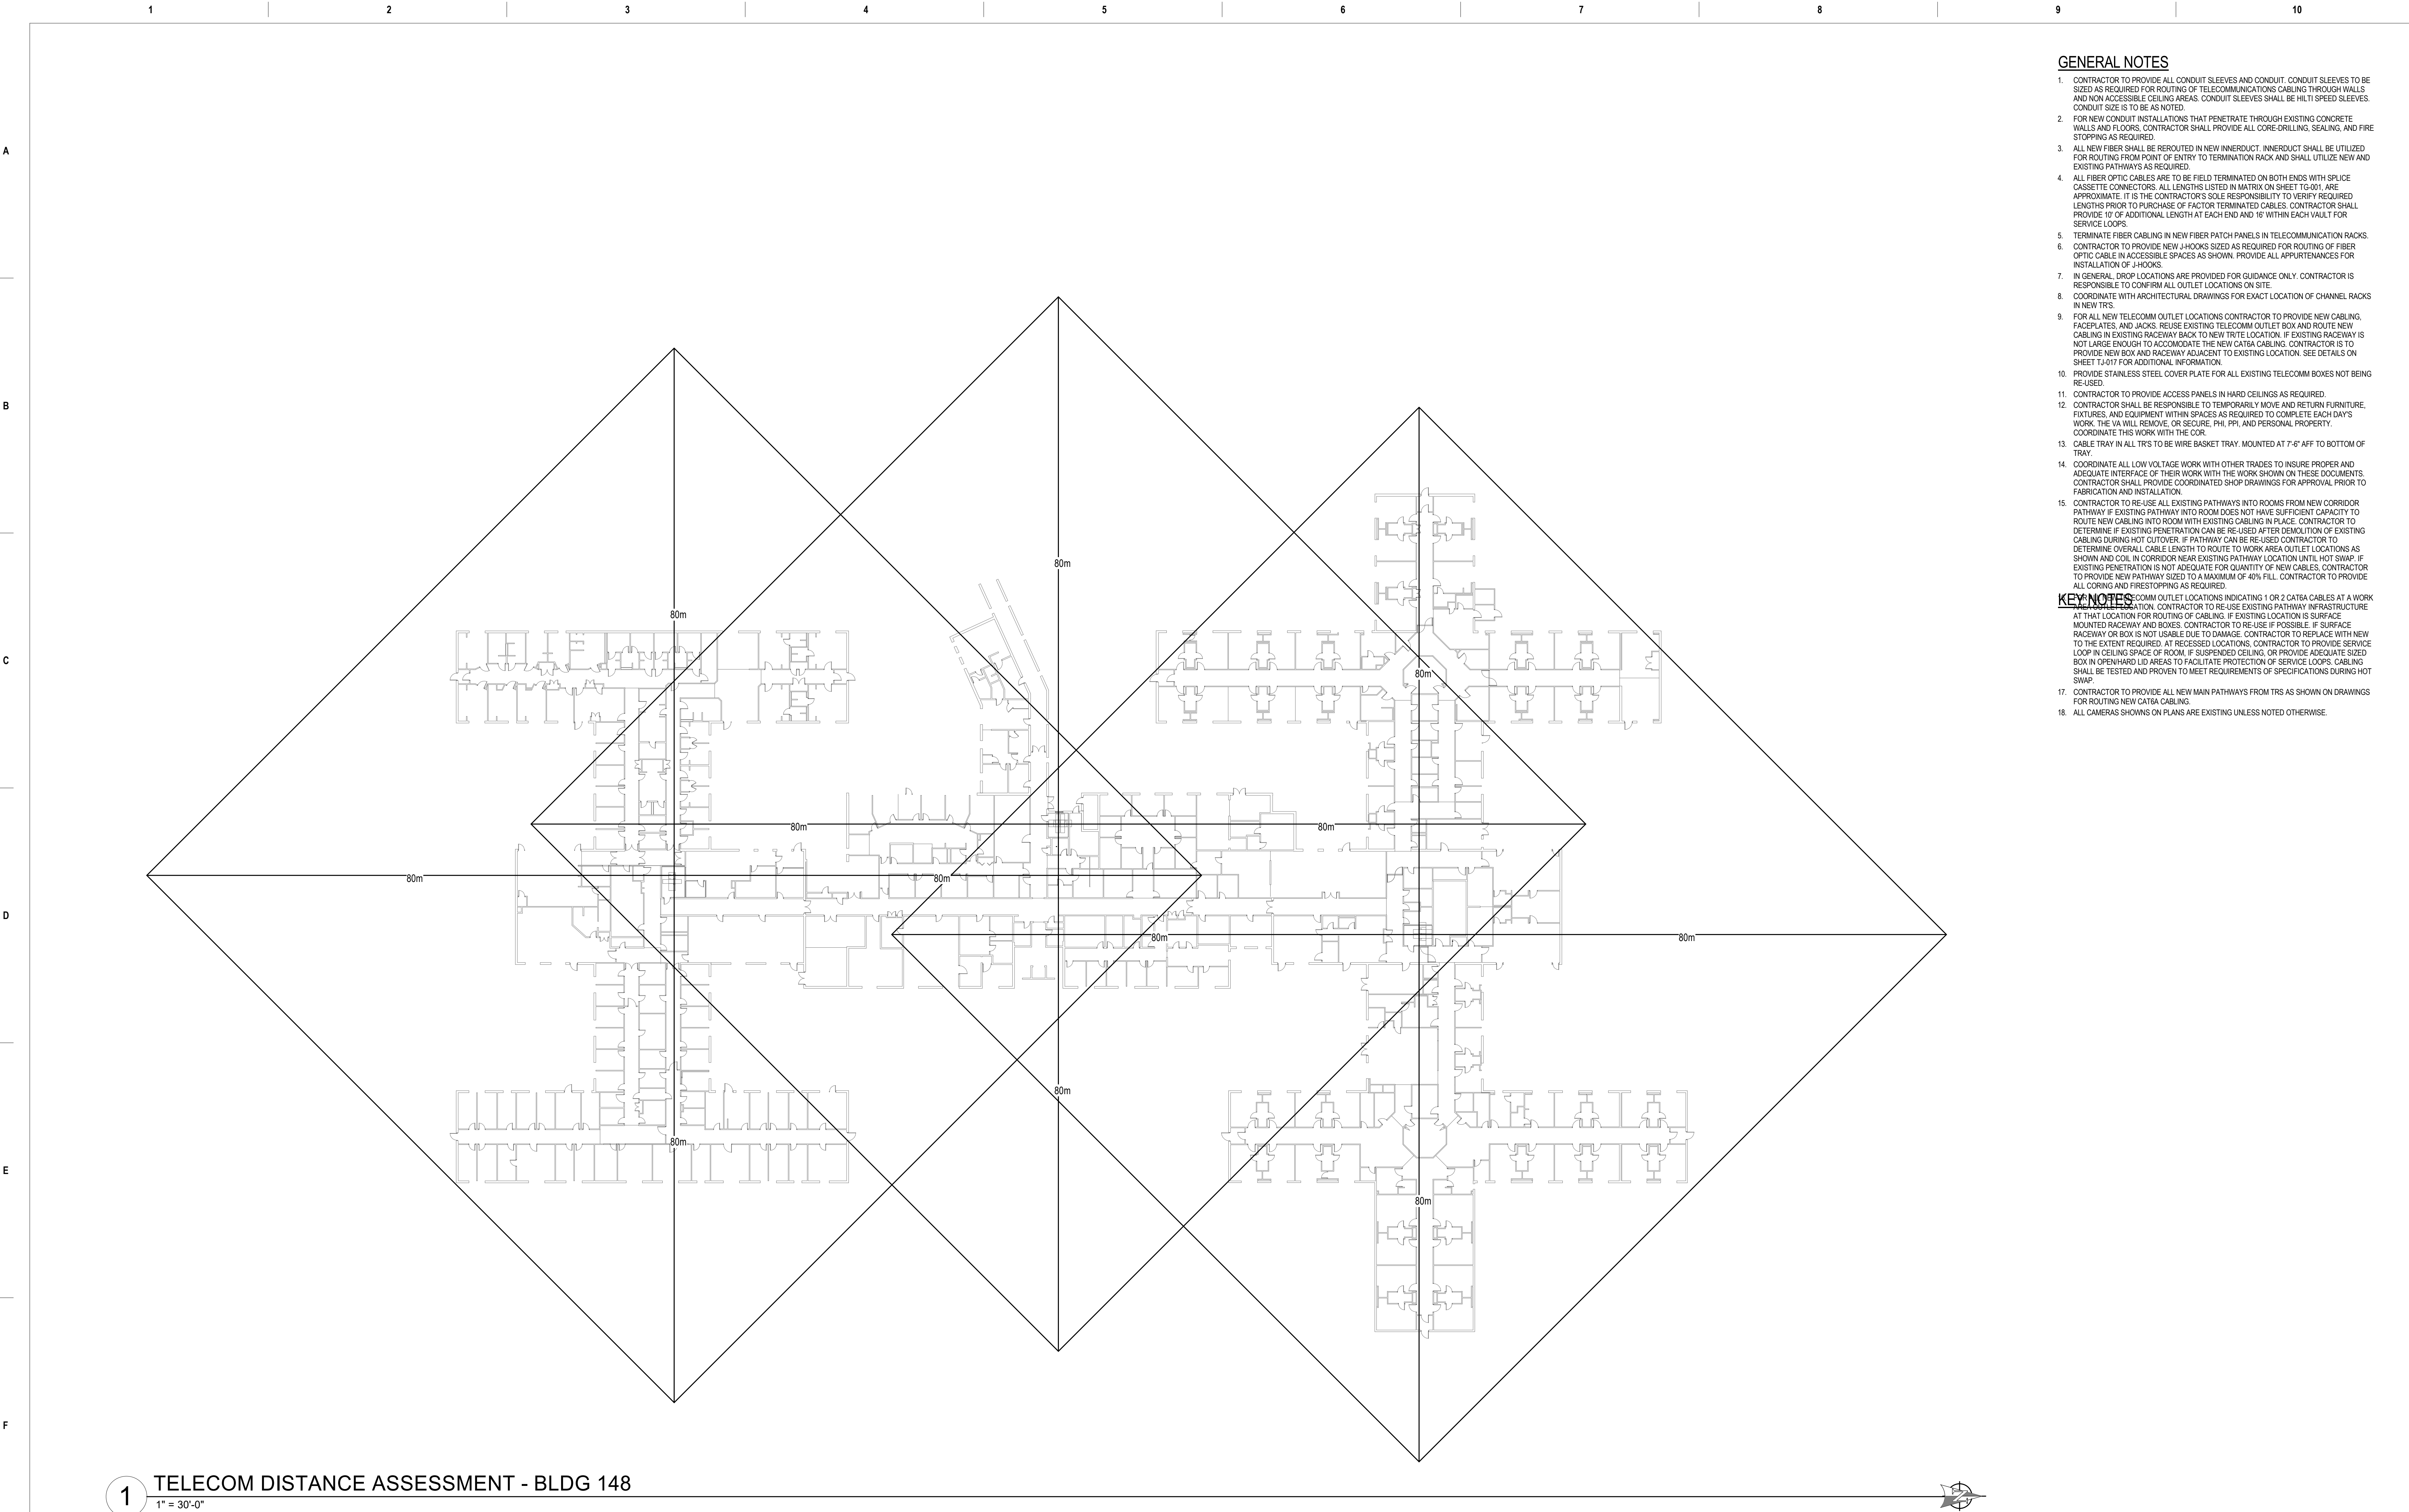 1 2 3 4 5 6 7 8 9 10
A
B
C
D
E
F
GENERAL NOTES
1. CONTRACTOR TO PROVIDE ALL CONDUIT SLEEVES AND CONDUIT. CONDUIT SLEEVES TO BE
SIZED AS REQUIRED FOR ROUTING OF TELECOMMUNICATIONS CABLING THROUGH WALLS
AND NON ACCESSIBLE CEILING AREAS. CONDUIT SLEEVES SHALL BE HILTI SPEED SLEEVES.
CONDUIT SIZE IS TO BE AS NOTED.
2. FOR NEW CONDUIT INSTALLATIONS THAT PENETRATE THROUGH EXISTING CONCRETE
WALLS AND FLOORS, CONTRACTOR SHALL PROVIDE ALL CORE-DRILLING, SEALING, AND FIRE
STOPPING AS REQUIRED.
3. ALL NEW FIBER SHALL BE REROUTED IN NEW INNERDUCT. INNERDUCT SHALL BE UTILIZED
FOR ROUTING FROM POINT OF ENTRY TO TERMINATION RACK AND SHALL UTILIZE NEW AND
EXISTING PATHWAYS AS REQUIRED.
4. ALL FIBER OPTIC CABLES ARE TO BE FIELD TERMINATED ON BOTH ENDS WITH SPLICE
CASSETTE CONNECTORS. ALL LENGTHS LISTED IN MATRIX ON SHEET TG-001, ARE
APPROXIMATE. IT IS THE CONTRACTOR'S SOLE RESPONSIBILITY TO VERIFY REQUIRED
LENGTHS PRIOR TO PURCHASE OF FACTOR TERMINATED CABLES. CONTRACTOR SHALL
PROVIDE 10' OF ADDITIONAL LENGTH AT EACH END AND 16' WITHIN EACH VAULT FOR
SERVICE LOOPS.
5. TERMINATE FIBER CABLING IN NEW FIBER PATCH PANELS IN TELECOMMUNICATION RACKS.
6. CONTRACTOR TO PROVIDE NEW J-HOOKS SIZED AS REQUIRED FOR ROUTING OF FIBER
OPTIC CABLE IN ACCESSIBLE SPACES AS SHOWN. PROVIDE ALL APPURTENANCES FOR
INSTALLATION OF J-HOOKS.
7. IN GENERAL, DROP LOCATIONS ARE PROVIDED FOR GUIDANCE ONLY. CONTRACTOR IS
RESPONSIBLE TO CONFIRM ALL OUTLET LOCATIONS ON SITE.
8. COORDINATE WITH ARCHITECTURAL DRAWINGS FOR EXACT LOCATION OF CHANNEL RACKS
IN NEW TR'S.
9. FOR ALL NEW TELECOMM OUTLET LOCATIONS CONTRACTOR TO PROVIDE NEW CABLING,
FACEPLATES, AND JACKS. REUSE EXISTING TELECOMM OUTLET BOX AND ROUTE NEW
CABLING IN EXISTING RACEWAY BACK TO NEW TR/TE LOCATION. IF EXISTING RACEWAY IS
NOT LARGE ENOUGH TO ACCOMODATE THE NEW CAT6A CABLING. CONTRACTOR IS TO
PROVIDE NEW BOX AND RACEWAY ADJACENT TO EXISTING LOCATION. SEE DETAILS ON
SHEET TJ-017 FOR ADDITIONAL INFORMATION.
10. PROVIDE STAINLESS STEEL COVER PLATE FOR ALL EXISTING TELECOMM BOXES NOT BEING
RE-USED.
11. CONTRACTOR TO PROVIDE ACCESS PANELS IN HARD CEILINGS AS REQUIRED.
12. CONTRACTOR SHALL BE RESPONSIBLE TO TEMPORARILY MOVE AND RETURN FURNITURE,
FIXTURES, AND EQUIPMENT WITHIN SPACES AS REQUIRED TO COMPLETE EACH DAY'S
WORK. THE VA WILL REMOVE, OR SECURE, PHI, PPI, AND PERSONAL PROPERTY.
COORDINATE THIS WORK WITH THE COR.
13. CABLE TRAY IN ALL TR'S TO BE WIRE BASKET TRAY. MOUNTED AT 7'-6" AFF TO BOTTOM OF
TRAY.
14. COORDINATE ALL LOW VOLTAGE WORK WITH OTHER TRADES TO INSURE PROPER AND
ADEQUATE INTERFACE OF THEIR WORK WITH THE WORK SHOWN ON THESE DOCUMENTS.
CONTRACTOR SHALL PROVIDE COORDINATED SHOP DRAWINGS FOR APPROVAL PRIOR TO
FABRICATION AND INSTALLATION.
15. CONTRACTOR TO RE-USE ALL EXISTING PATHWAYS INTO ROOMS FROM NEW CORRIDOR
PATHWAY IF EXISTING PATHWAY INTO ROOM DOES NOT HAVE SUFFICIENT CAPACITY TO
ROUTE NEW CABLING INTO ROOM WITH EXISTING CABLING IN PLACE. CONTRACTOR TO
DETERMINE IF EXISTING PENETRATION CAN BE RE-USED AFTER DEMOLITION OF EXISTING
CABLING DURING HOT CUTOVER. IF PATHWAY CAN BE RE-USED CONTRACTOR TO
DETERMINE OVERALL CABLE LENGTH TO ROUTE TO WORK AREA OUTLET LOCATIONS AS
SHOWN AND COIL IN CORRIDOR NEAR EXISTING PATHWAY LOCATION UNTIL HOT SWAP. IF
EXISTING PENETRATION IS NOT ADEQUATE FOR QUANTITY OF NEW CABLES, CONTRACTOR
TO PROVIDE NEW PATHWAY SIZED TO A MAXIMUM OF 40% FILL. CONTRACTOR TO PROVIDE
ALL CORING AND FIRESTOPPING AS REQUIRED.
KEY NOTES
FOR ALL NEW TELECOMM OUTLET LOCATIONS INDICATING 1 OR 2 CAT6A CABLES AT A WORK
AREA OUTLET LOCATION. CONTRACTOR TO RE-USE EXISTING PATHWAY INFRASTRUCTURE
AT THAT LOCATION FOR ROUTING OF CABLING. IF EXISTING LOCATION IS SURFACE
MOUNTED RACEWAY AND BOXES. CONTRACTOR TO RE-USE IF POSSIBLE. IF SURFACE
RACEWAY OR BOX IS NOT USABLE DUE TO DAMAGE. CONTRACTOR TO REPLACE WITH NEW
TO THE EXTENT REQUIRED. AT RECESSED LOCATIONS, CONTRACTOR TO PROVIDE SERVICE
LOOP IN CEILING SPACE OF ROOM, IF SUSPENDED CEILING, OR PROVIDE ADEQUATE SIZED
BOX IN OPEN/HARD LID AREAS TO FACILITATE PROTECTION OF SERVICE LOOPS. CABLING
SHALL BE TESTED AND PROVEN TO MEET REQUIREMENTS OF SPECIFICATIONS DURING HOT
SWAP.
17. CONTRACTOR TO PROVIDE ALL NEW MAIN PATHWAYS FROM TRS AS SHOWN ON DRAWINGS
FOR ROUTING NEW CAT6A CABLING.
18. ALL CAMERAS SHOWNS ON PLANS ARE EXISTING UNLESS NOTED OTHERWISE.
80m
80m
80m
80m
80m
80m
80m
80m
80m
80m
80m
80m
1 TELECOM DISTANCE ASSESSMENT - BLDG 148
1" = 30'-0"